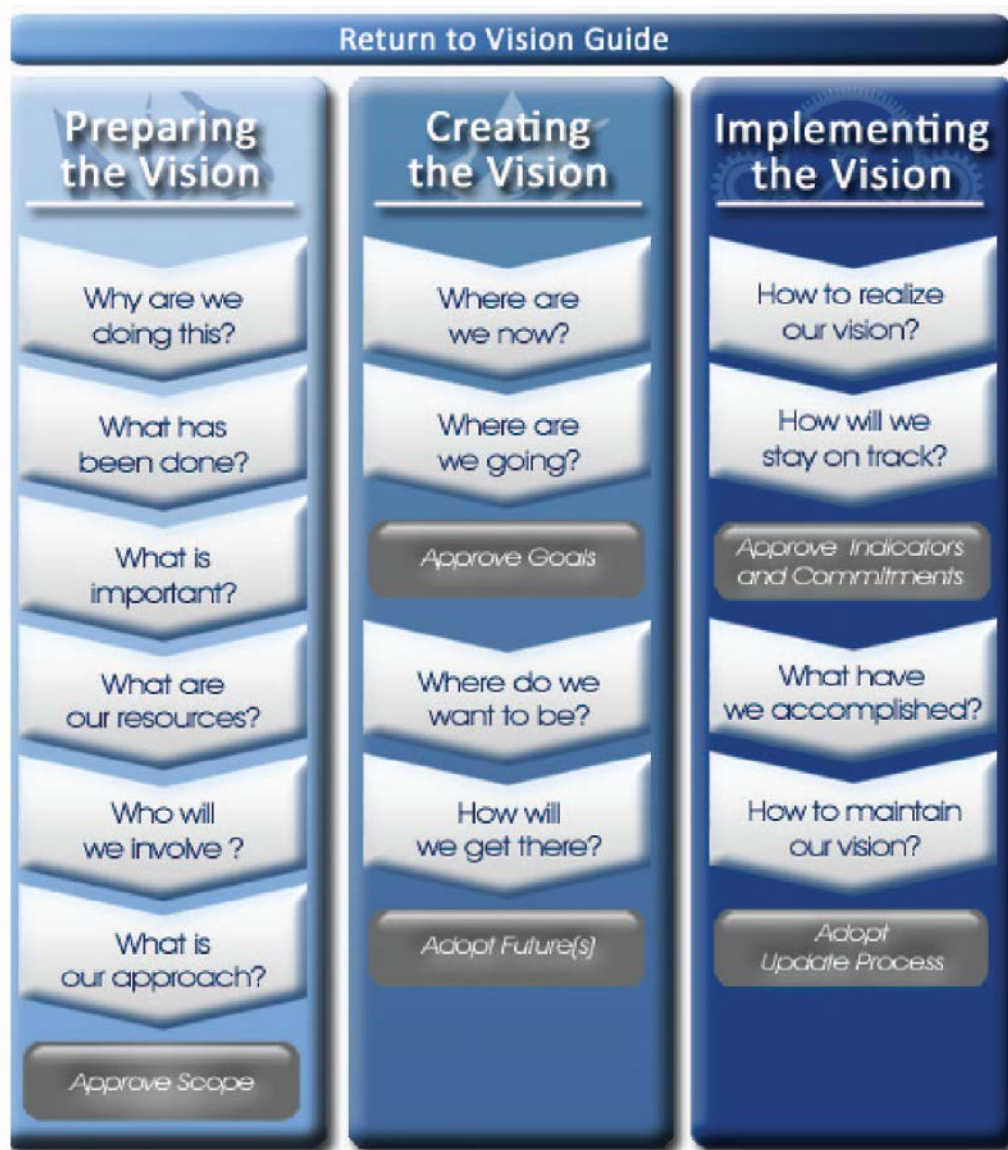 Return to Vision Guide
Preparing
the Vision
Why are we
doing this?
What has
been done?
What is
important?
What are
our resources?
Who will
we involve ?
What is
our approach?
Approve Scope
Creating
the Vision
Where are
we now?
Where are
we going?
Approve Goals
Where do we
want to be?
How will
we get there?
Adopt Future(s)
Implementing
the Vision
How to realize
our vision?
How will we
stay on track?
Approve Indicators
and Commitments
What have
we accomplished?
How to maintain
our vision?
Adopt
Update Process